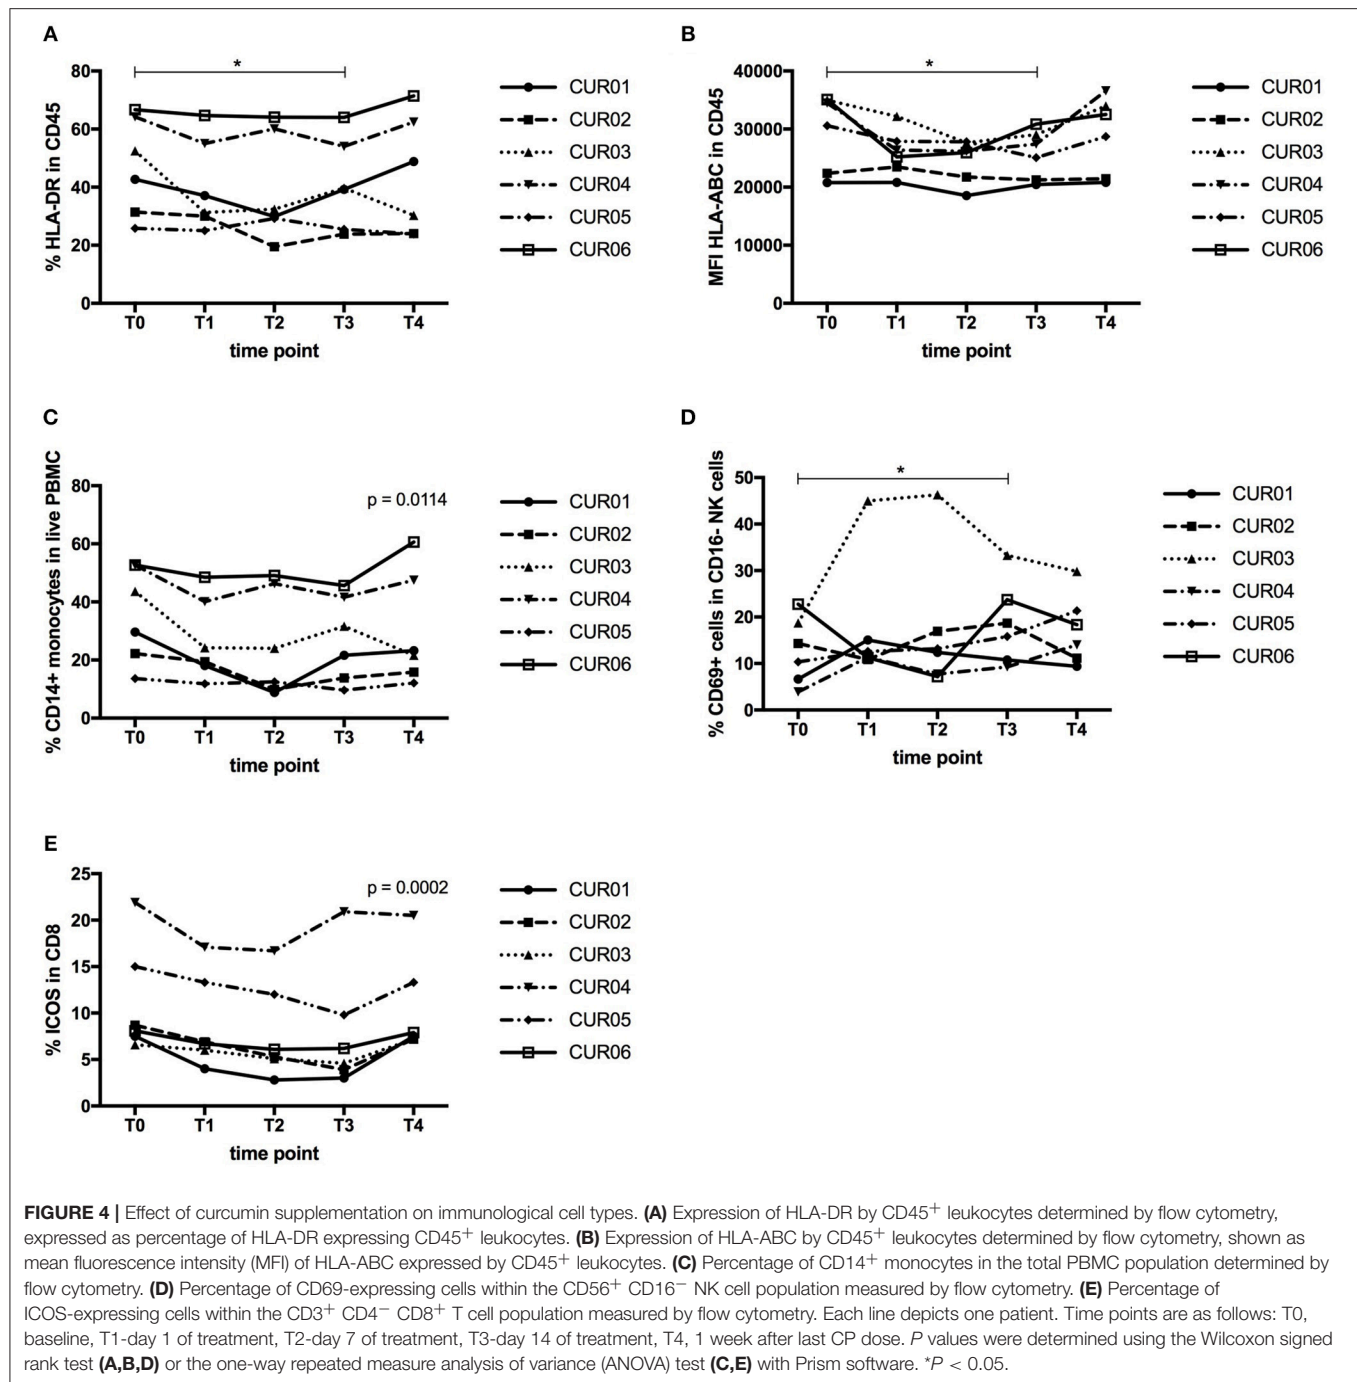 A
*
% HLA-DR in CD45
80
60
40
20
0
T0 T1 T2 T3 T4
time point
CUR01
CUR02
CUR03
CUR04
CUR05
CUR06
B
*
MFI HLA-ABC in CD45
40000
30000
20000
10000
0
T0 T1 T2 T3 T4
time point
CUR01
CUR02
CUR03
CUR04
CUR05
CUR06
C
% CD14+ monocytes in live PBMC
80
60
40
20
0
p = 0.0114
T0 T1 T2 T3 T4
time point
CUR01
CUR02
CUR03
CUR04
CUR05
CUR06
D
*
% CD69+ cells in CD16- NK cells
50
40
30
20
10
0
T0 T1 T2 T3 T4
time point
CUR01
CUR02
CUR03
CUR04
CUR05
CUR06
E
% ICOS in CD8
25
20
15
10
5
0
p = 0.0002
T0 T1 T2 T3 T4
time point
CUR01
CUR02
CUR03
CUR04
CUR05
CUR06
FIGURE 4 | Effect of curcumin supplementation on immunological cell types. (A) Expression of HLA-DR by CD45⁺ leukocytes determined by flow cytometry,
expressed as percentage of HLA-DR expressing CD45⁺ leukocytes. (B) Expression of HLA-ABC by CD45⁺ leukocytes determined by flow cytometry, shown as
mean fluorescence intensity (MFI) of HLA-ABC expressed by CD45⁺ leukocytes. (C) Percentage of CD14⁺ monocytes in the total PBMC population determined by
flow cytometry. (D) Percentage of CD69-expressing cells within the CD56⁺ CD16⁻ NK cell population measured by flow cytometry. (E) Percentage of
ICOS-expressing cells within the CD3⁺ CD4⁻ CD8⁺ T cell population measured by flow cytometry. Each line depicts one patient. Time points are as follows: T0,
baseline, T1-day 1 of treatment, T2-day 7 of treatment, T3-day 14 of treatment, T4, 1 week after last CP dose. P values were determined using the Wilcoxon signed
rank test (A,B,D) or the one-way repeated measure analysis of variance (ANOVA) test (C,E) with Prism software. *P < 0.05.